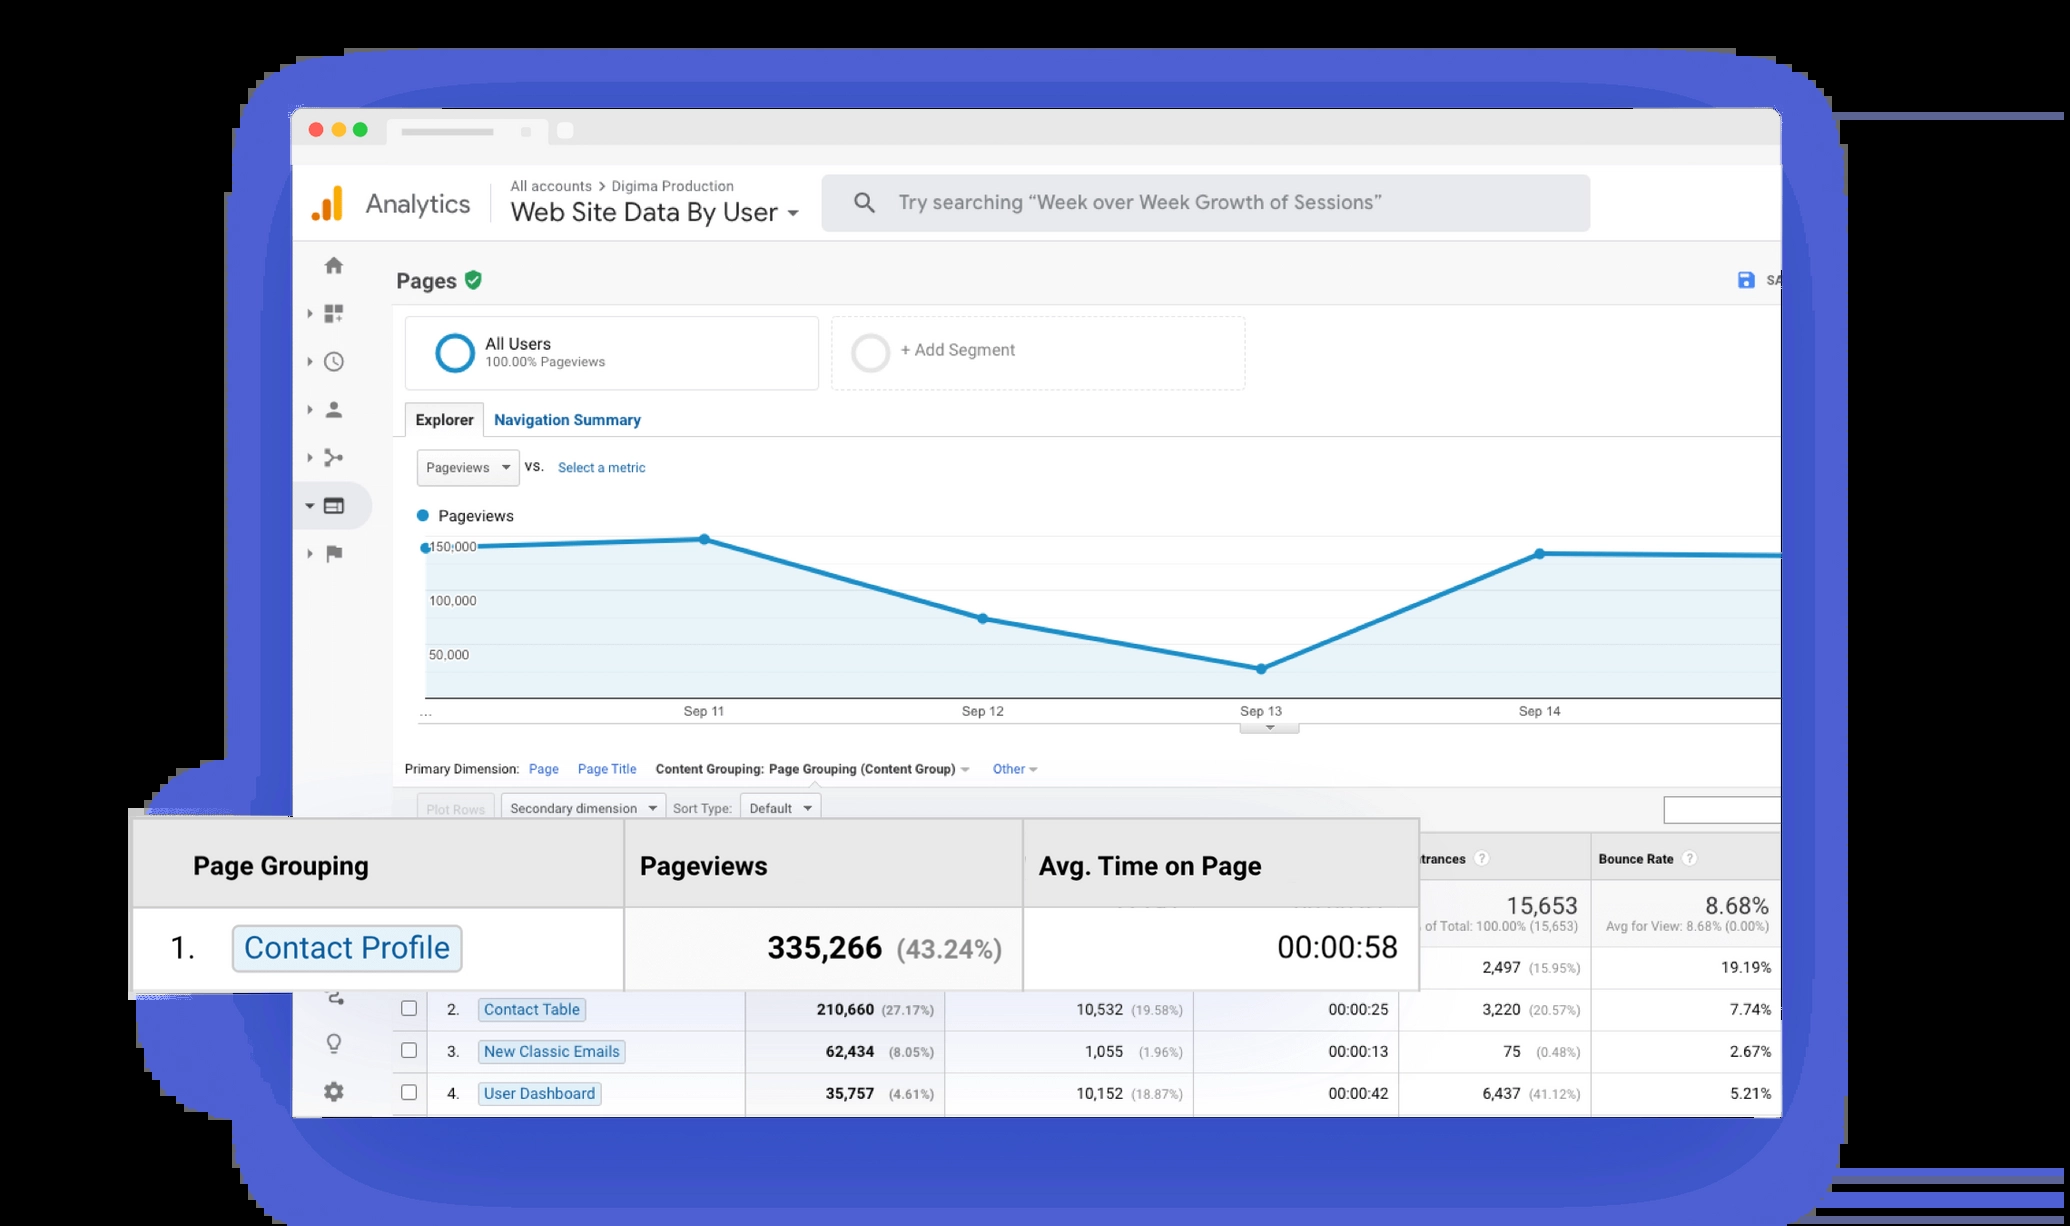 All accounts > Digima Production
Analytics
Web Site Data By User
Try searching “Week over Week Growth of Sessions”
Pages
All Users
100.00% Pageviews
+ Add Segment
Explorer
Navigation Summary
Pageviews
VS.
Select a metric
Pageviews
150,000
100,000
50,000
...
Sep 11
Sep 12
Sep 13
Sep 14
Primary Dimension: Page Page Title Content Grouping: Page Grouping (Content Group) Other
Plot Rows Secondary dimension Sort Type: Default
Page Grouping Pageviews Avg. Time on Page trances ? Bounce Rate ?
15,653 8.68%
of Total: 100.00% (15,653) Avg for View: 8.68% (0.00%)
1. Contact Profile 335,266 (43.24%) 00:00:58 2,497 (15.95%) 19.19%
2. Contact Table 210,660 (27.17%) 10,532 (19.58%) 00:00:25 3,220 (20.57%) 7.74%
3. New Classic Emails 62,434 (8.05%) 1,055 (1.96%) 00:00:13 75 (0.48%) 2.67%
4. User Dashboard 35,757 (4.61%) 10,152 (18.87%) 00:00:42 6,437 (41.12%) 5.21%